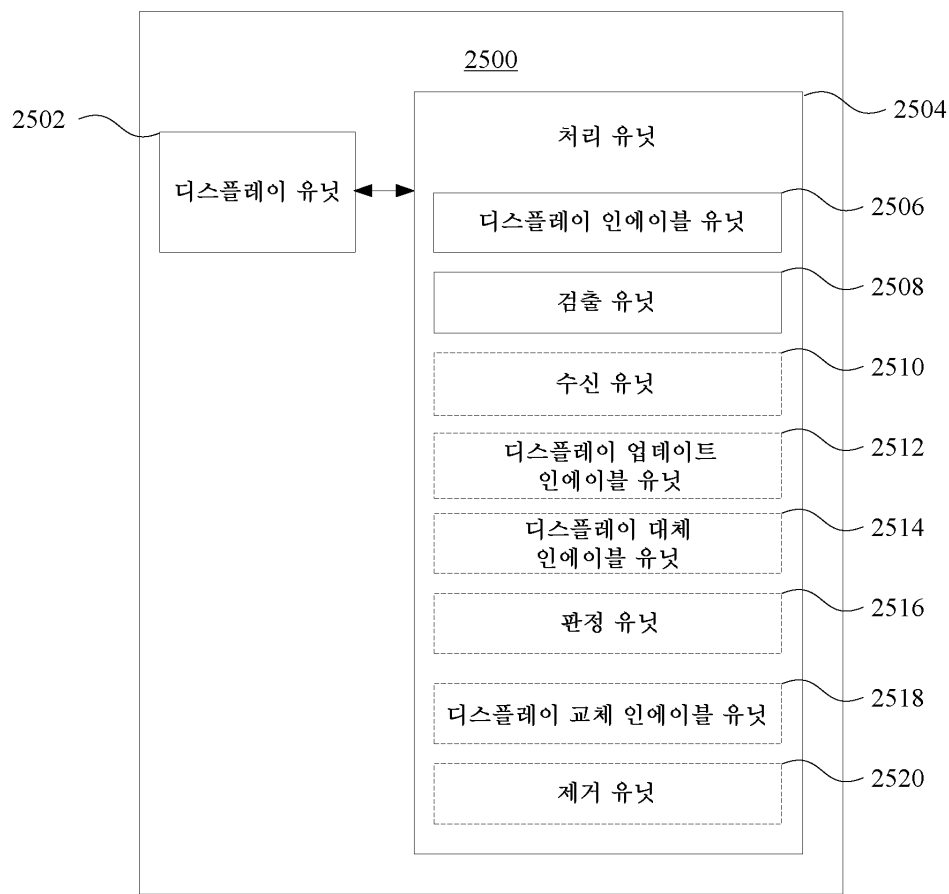 2500
2502
2504
처리 유닛
디스플레이 유닛
2506
디스플레이 인에이블 유닛
2508
검출 유닛
2510
수신 유닛
2512
디스플레이 업데이트
인에이블 유닛
2514
디스플레이 대체
인에이블 유닛
2516
판정 유닛
2518
디스플레이 교체 인에이블 유닛
2520
제거 유닛